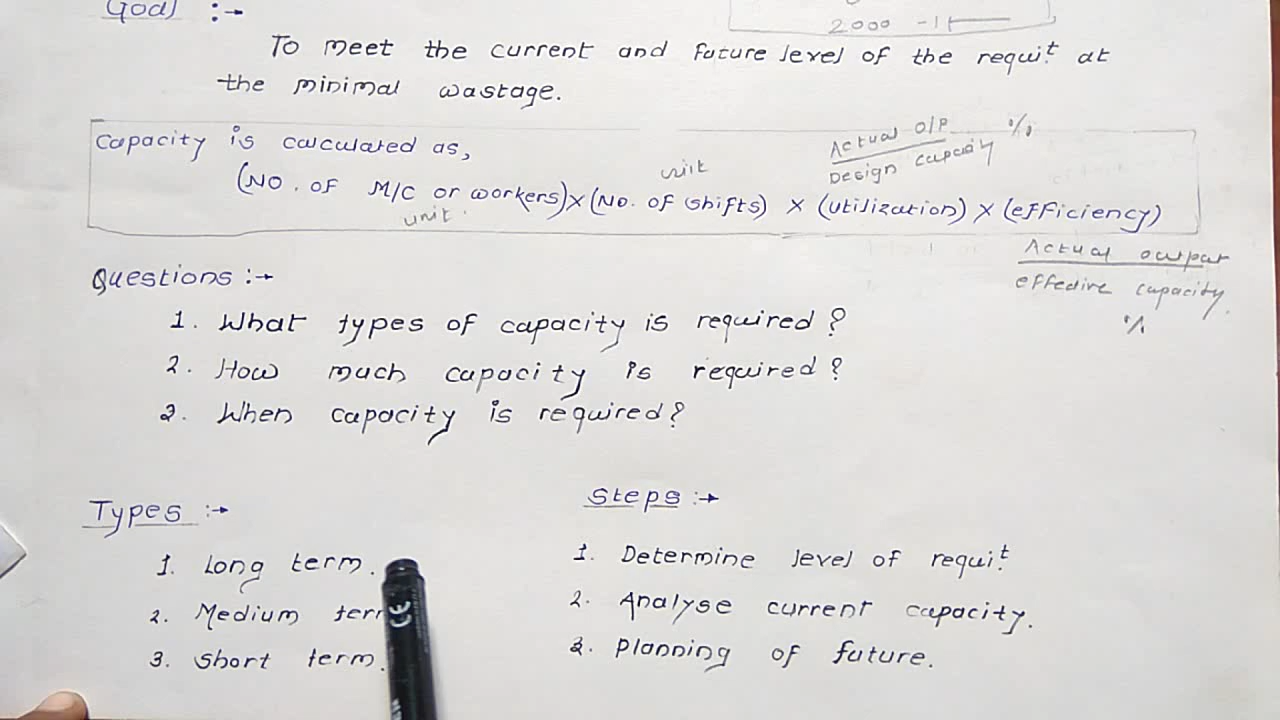 Goal :→
2000 -1
To meet the current and future level of the requi.t at
the minimal wastage.
Capacity is calculated as,
Actual O/P %
Design capacity
unit
(No. of M/C or workers) x (No. of shifts) x (utilization) x (efficiency)
unit.
Actual output
effective capacity.
%
Questions :→
1. What types of capacity is required?
2. How much capacity is required?
3. When capacity is required?
Types :→
1. Long term.
2. Medium ter
3. Short term.
Steps :→
1. Determine level of requi.t
2. Analyse current capacity.
3. Planning of future.
CE